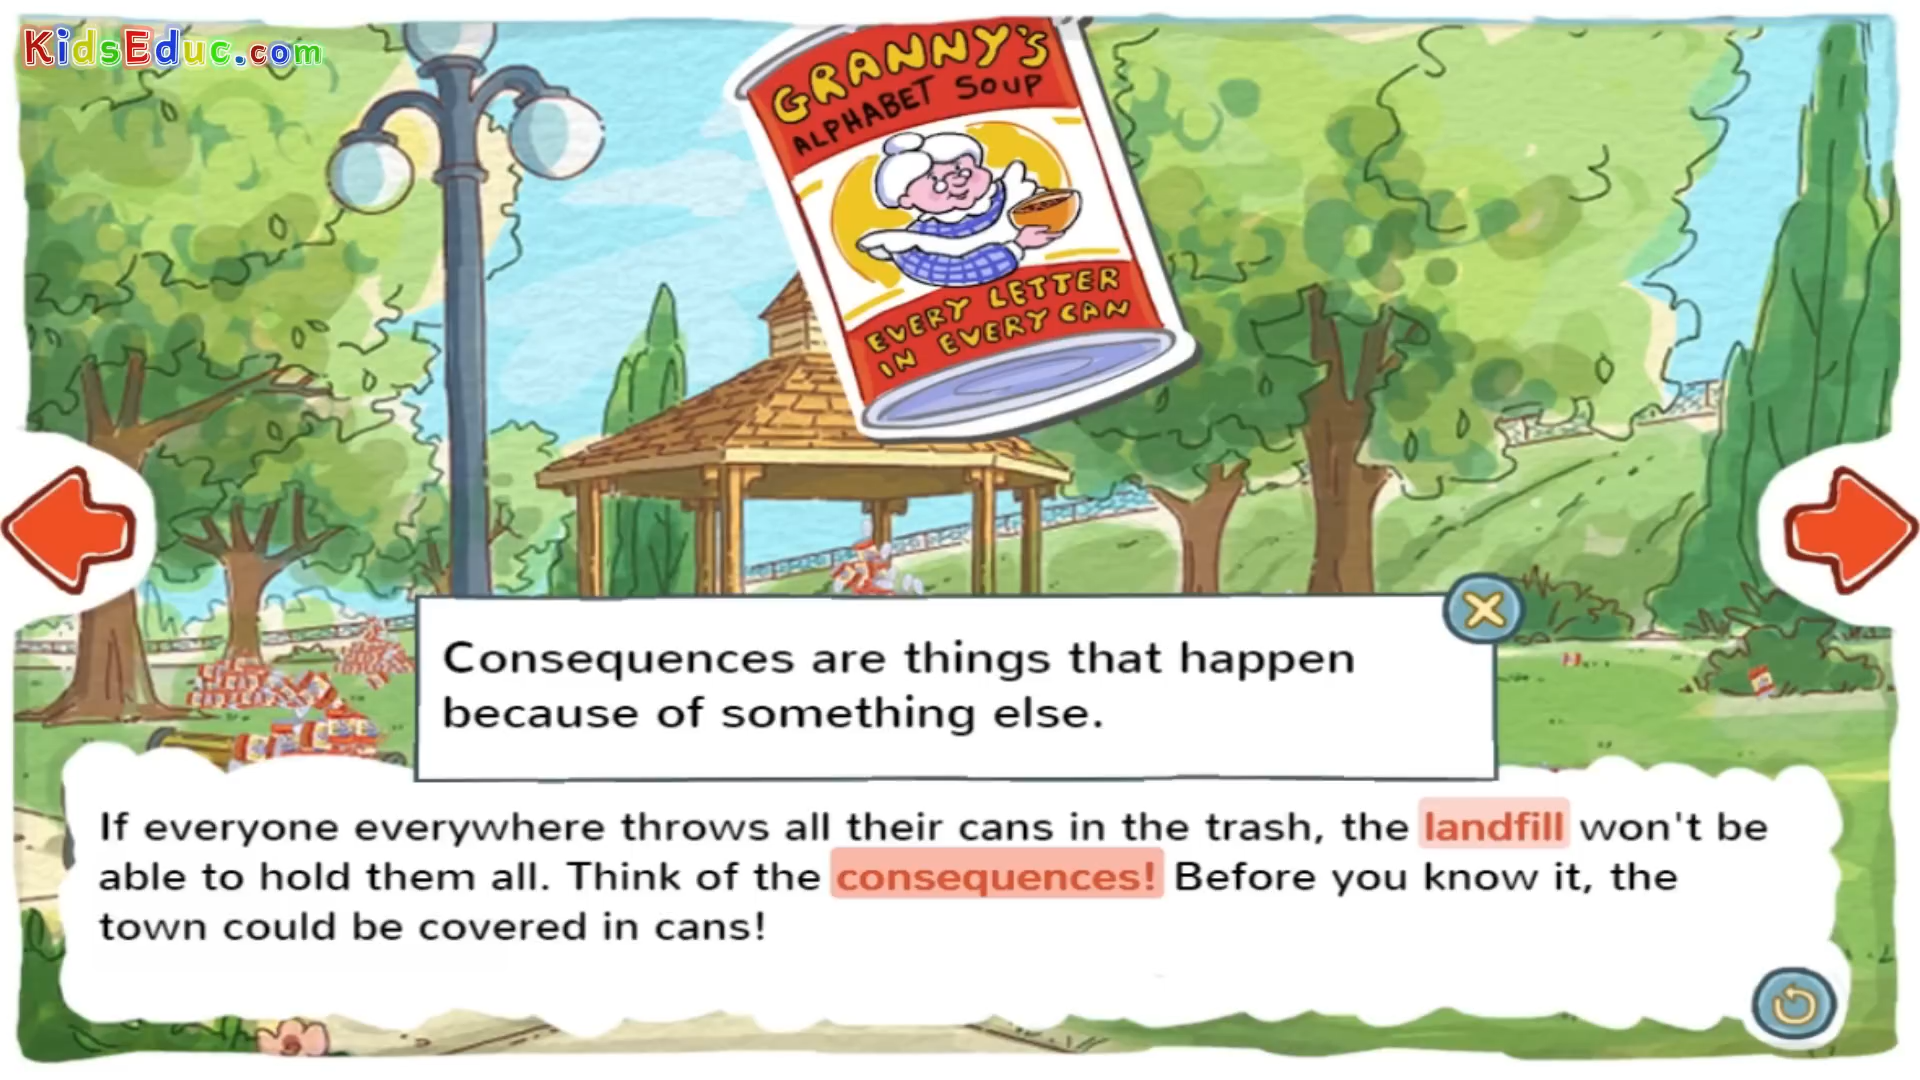 KidsEduc.com
GRANNY'S
ALPHABET SOUP
EVERY LETTER
IN EVERY CAN
Consequences are things that happen
because of something else.
If everyone everywhere throws all their cans in the trash, the landfill won't be
able to hold them all. Think of the consequences! Before you know it, the
town could be covered in cans!